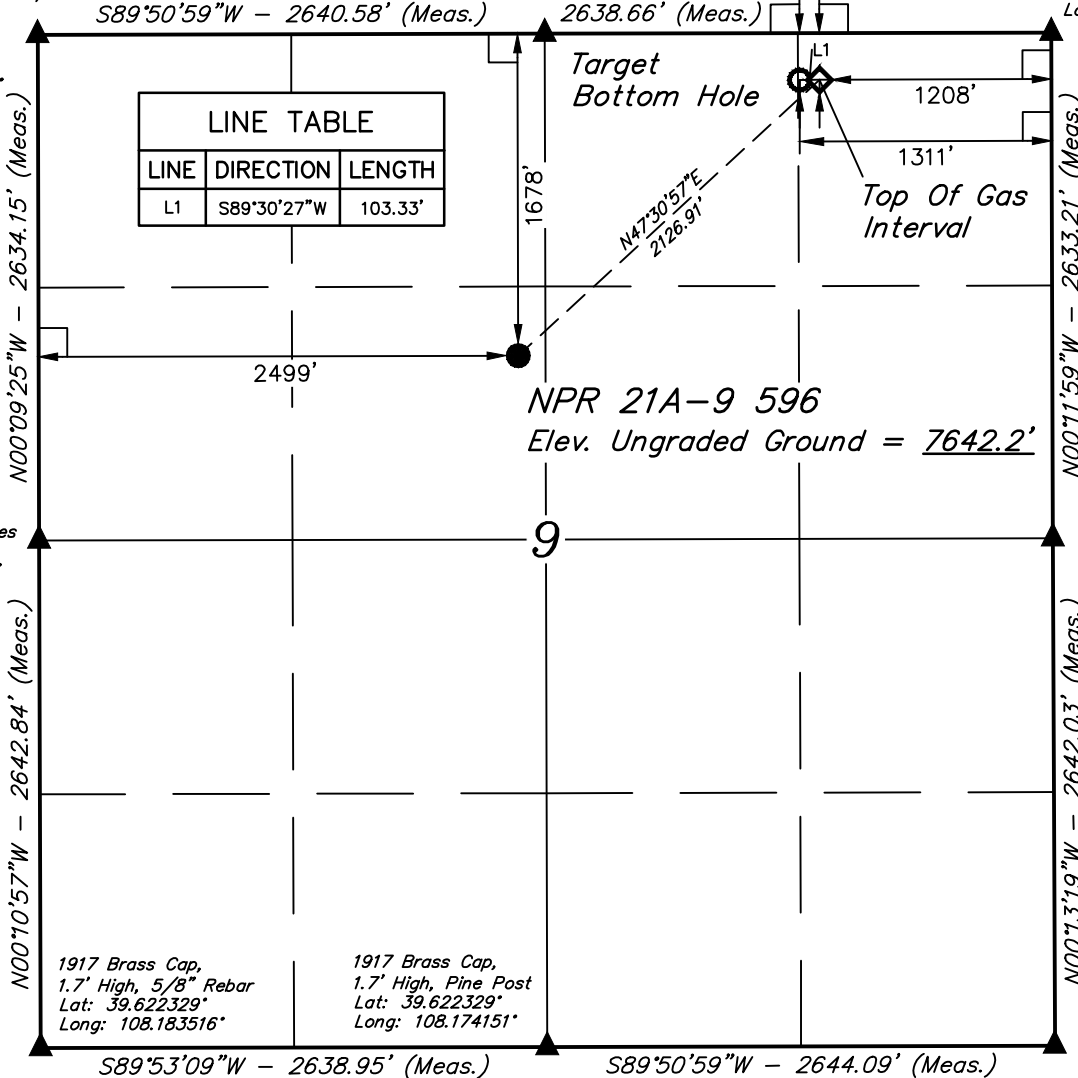 S89°50'59"W - 2640.58' (Meas.)
2638.66' (Meas.)
Target
Bottom Hole
L1
1208'
1311'
LINE TABLE
LINE DIRECTION LENGTH
L1 S89°30'27"W 103.33'
1678'
N47°30'57"E
2126.91'
Top Of Gas
Interval
N00°09'25"W - 2634.15' (Meas.)
N00°11'59"W - 2633.21' (Meas.)
2499'
NPR 21A-9 596
Elev. Ungraded Ground = 7642.2'
9
N00°10'57"W - 2642.84' (Meas.)
N00°13'19"W - 2642.03' (Meas.)
1917 Brass Cap,
1.7' High, 5/8" Rebar
Lat: 39.622329°
Long: 108.183516°
1917 Brass Cap,
1.7' High, Pine Post
Lat: 39.622329°
Long: 108.174151°
S89°53'09"W - 2638.95' (Meas.)
S89°50'59"W - 2644.09' (Meas.)